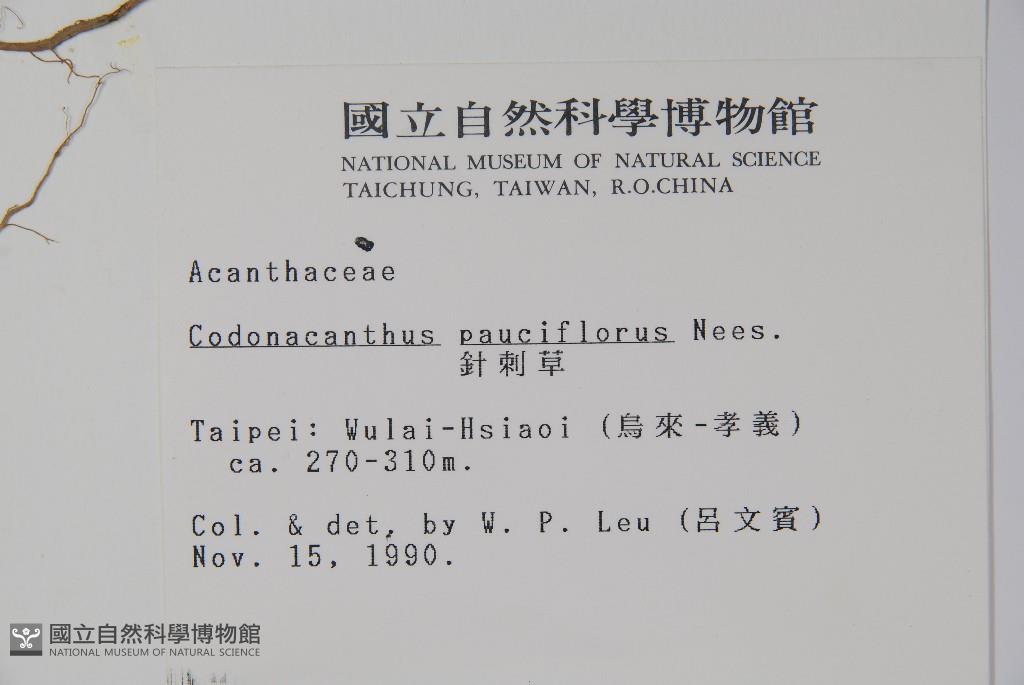 國立自然科學博物館
NATIONAL MUSEUM OF NATURAL SCIENCE
TAICHUNG, TAIWAN, R.O.CHINA
Acanthaceae
Codonacanthus pauciflorus Nees.
針刺草
Taipei: Wulai-Hsiaoi (烏來-孝義)
ca. 270-310m.
Col. & det, by W. P. Leu (呂文賓)
Nov. 15, 1990.
國立自然科學博物館
NATIONAL MUSEUM OF NATURAL SCIENCE